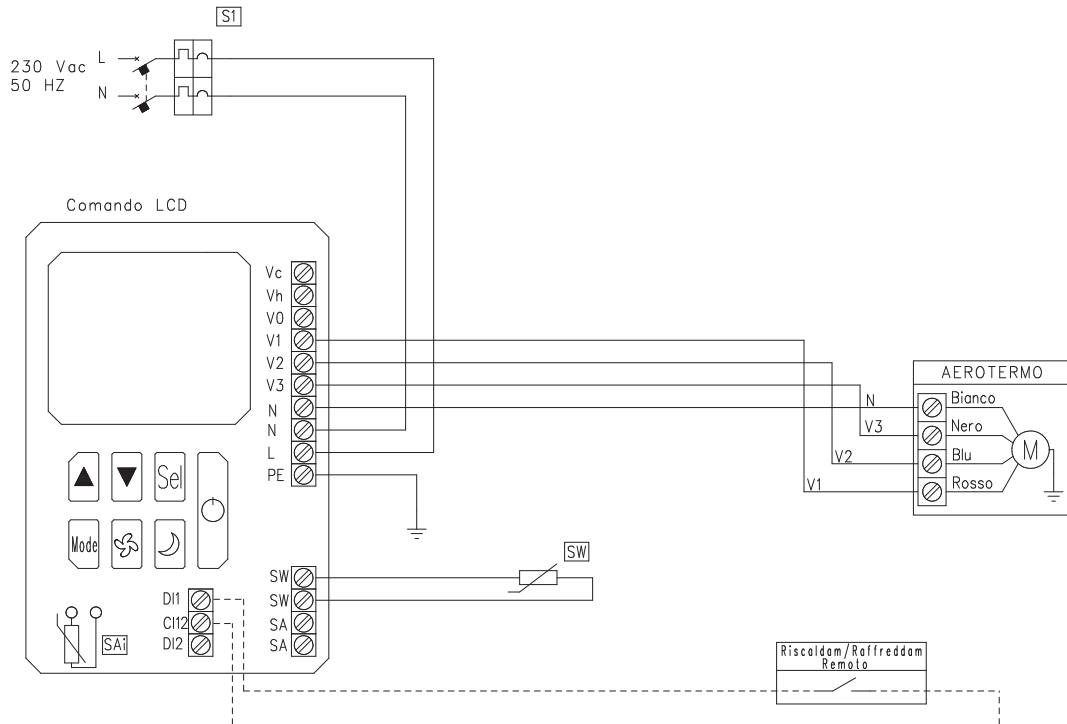 S1
230 Vac
50 HZ
L
N
Comando LCD
Vc
Vh
V0
V1
V2
V3
N
N
L
PE
AEROTERMO
N
Bianco
V3
Nero
V2
Blu
V1
Rosso
M
Sel
Mode
SW
SW
SW
SA
SA
DI1
CI12
DI2
SAi
Riscaldam/Raffreddam
Remoto